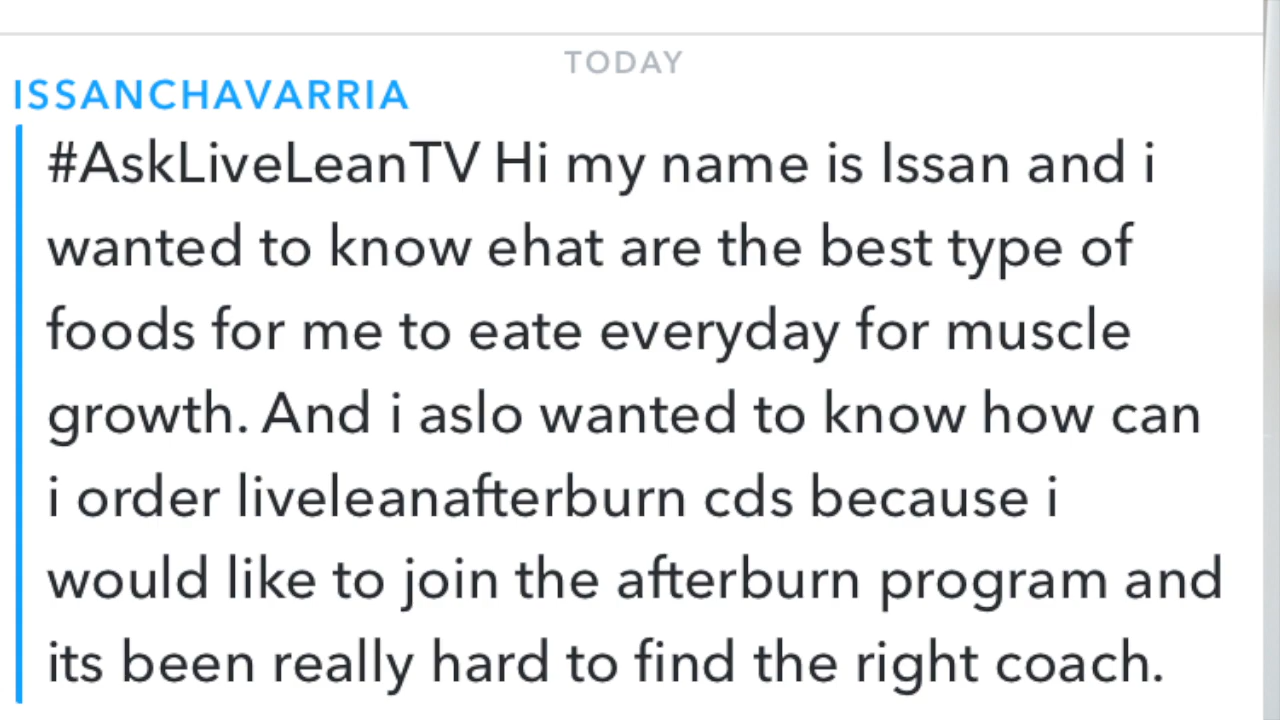 TODAY
ISSANCHAVARRIA
#AskLiveLeanTV Hi my name is Issan and i
wanted to know ehat are the best type of
foods for me to eate everyday for muscle
growth. And i aslo wanted to know how can
i order liveleanafterburn cds because i
would like to join the afterburn program and
its been really hard to find the right coach.